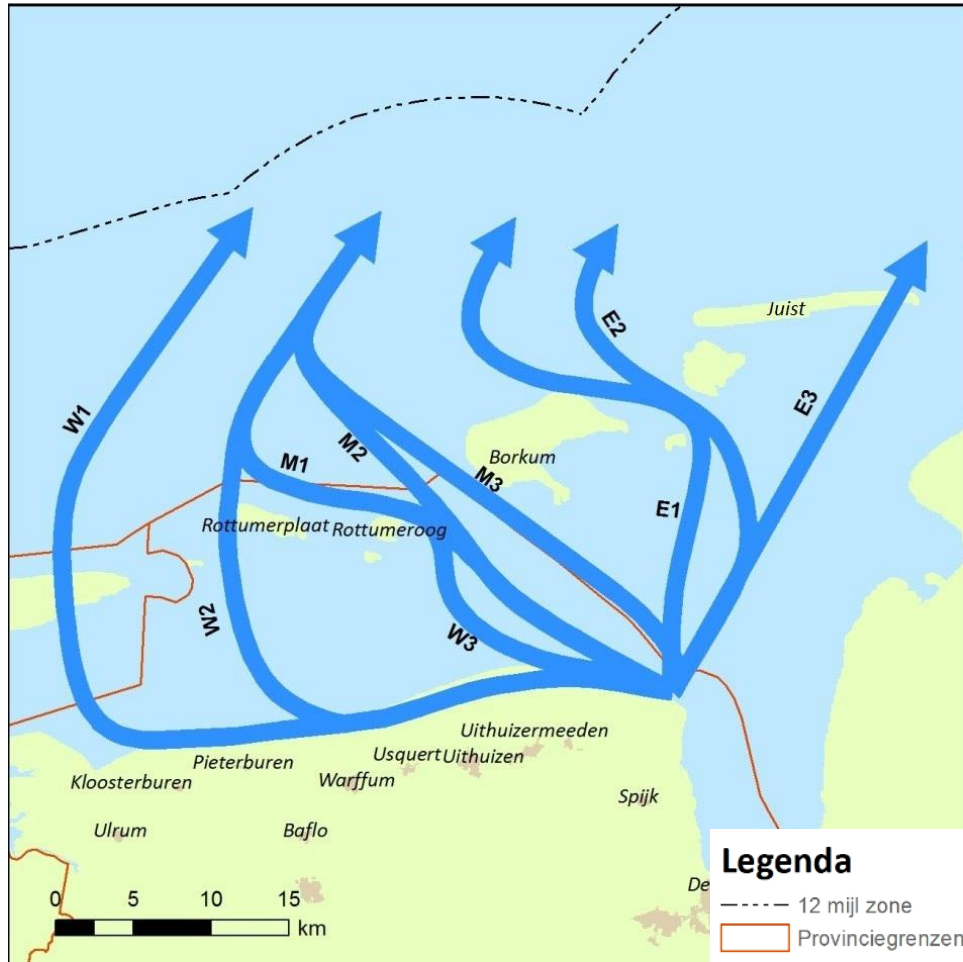 Juist
E2
E3
W1
Borkum
M2
M1
M3
E1
Rottumerplaat
Rottumeroog
W2
W3
Uithuizermeeden
Pieterburen
Usquert
Uithuizen
Kloosterburen
Warffum
Spijk
Ulrum
Baflo
De
0 5 10 15
km
Legenda
12 mijl zone
Provinciegrenzen